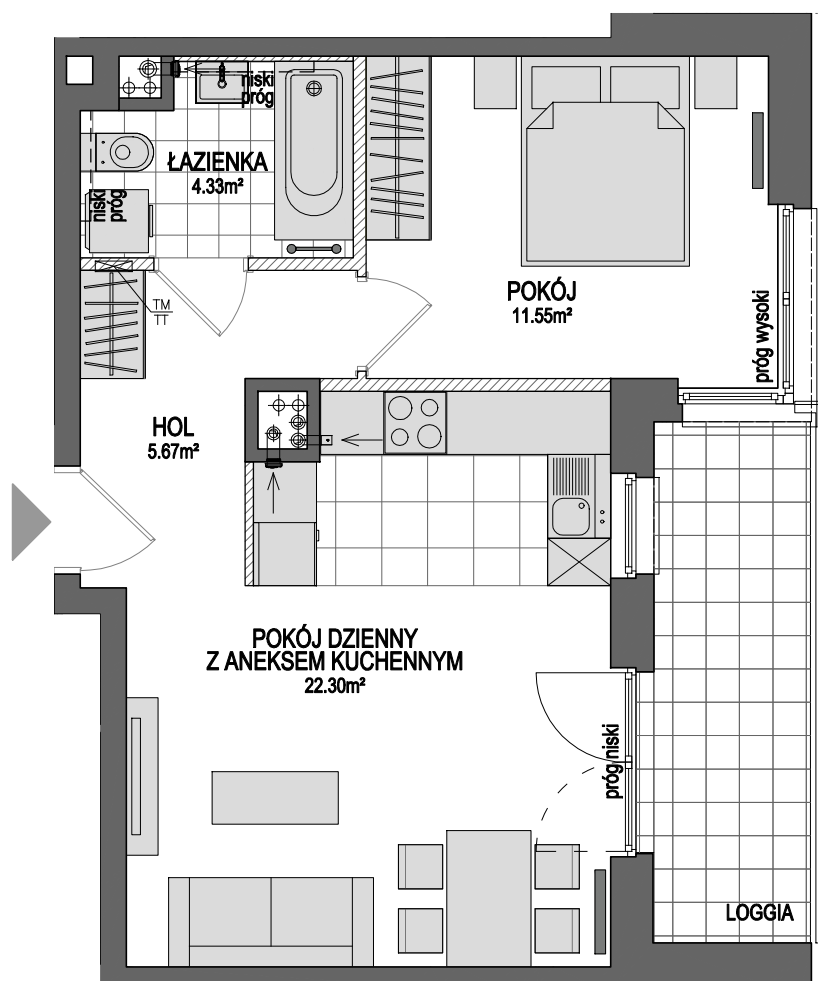 niski
próg
ŁAZIENKA
4.33m²
niski
próg
TM
TT
POKÓJ
11.55m²
próg wysoki
HOL
5.67m²
POKÓJ DZIENNY
Z ANEKSEM KUCHENNYM
22.30m²
próg niski
LOGGIA